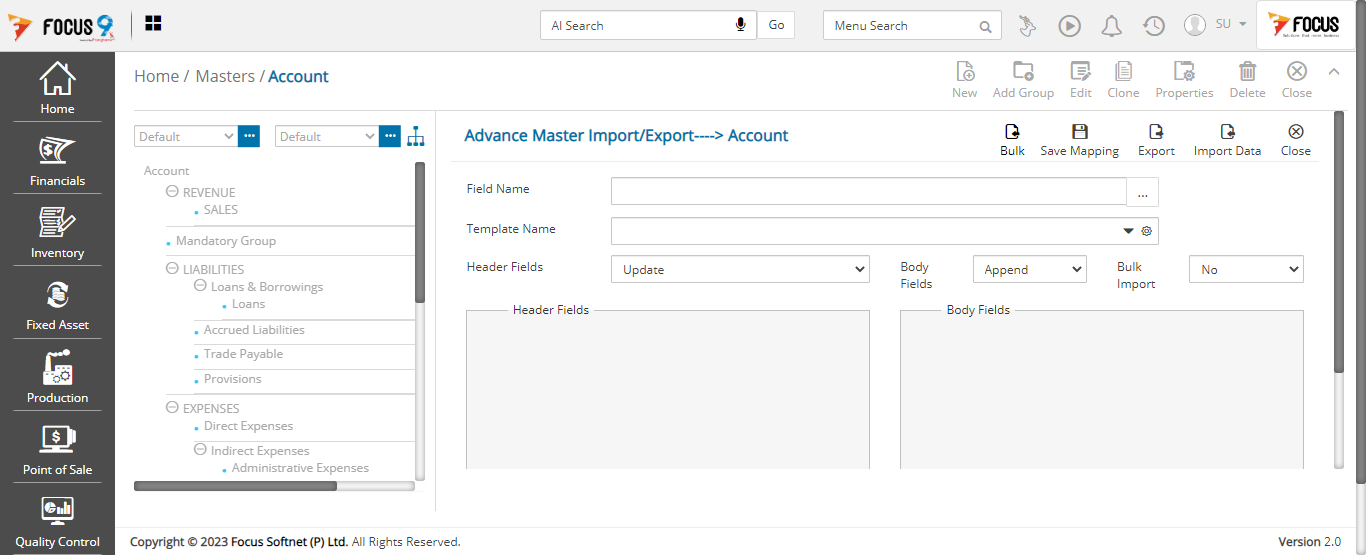 FOCUS 9
AI Search
Go
Menu Search
SU
FOCUS
Home
Financials
Inventory
Fixed Asset
Production
Point of Sale
Quality Control
Home / Masters / Account
New
Add Group
Edit
Clone
Properties
Delete
Close
Default
...
Default
...
Account
REVENUE
SALES
Mandatory Group
LIABILITIES
Loans & Borrowings
Loans
Accrued Liabilities
Trade Payable
Provisions
EXPENSES
Direct Expenses
Indirect Expenses
Administrative Expenses
Advance Master Import/Export----> Account
Bulk
Save Mapping
Export
Import Data
Close
Field Name
...
Template Name
Header Fields
Update
Body
Fields
Append
Bulk
Import
No
Header Fields
Body Fields
Copyright © 2023 Focus Softnet (P) Ltd. All Rights Reserved.
Version 2.0